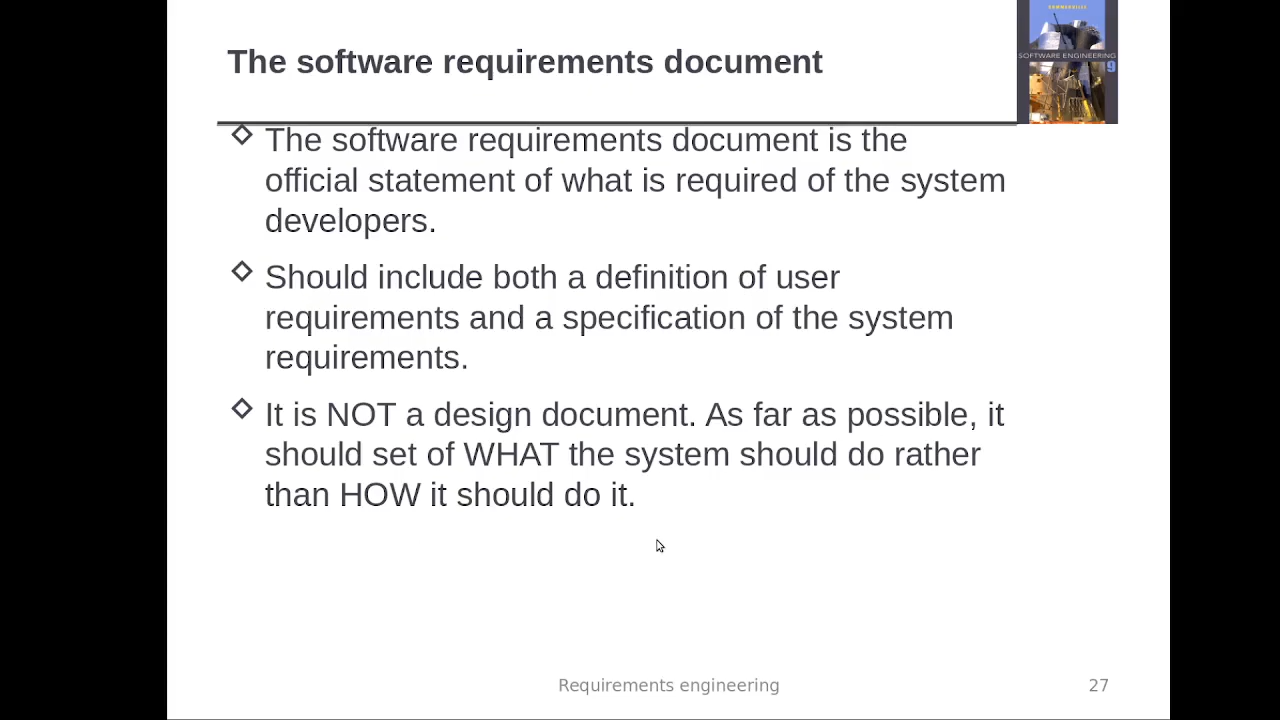 The software requirements document
SOMMERVILLE
SOFTWARE ENGINEERING
9
The software requirements document is the
official statement of what is required of the system
developers.
Should include both a definition of user
requirements and a specification of the system
requirements.
It is NOT a design document. As far as possible, it
should set of WHAT the system should do rather
than HOW it should do it.
Requirements engineering
27